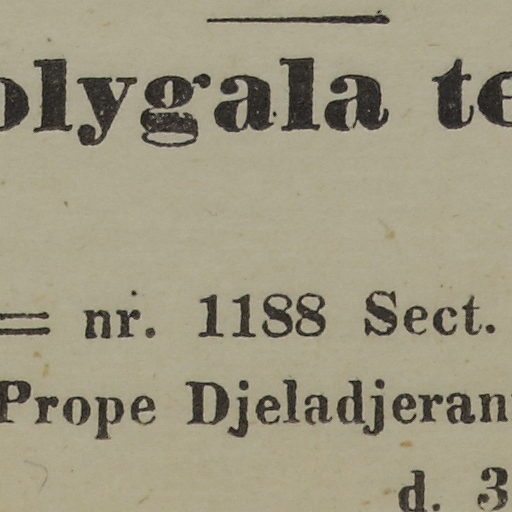 olygala te
= nr. 1188 Sect.
Prope Djeladjeran
d. 3